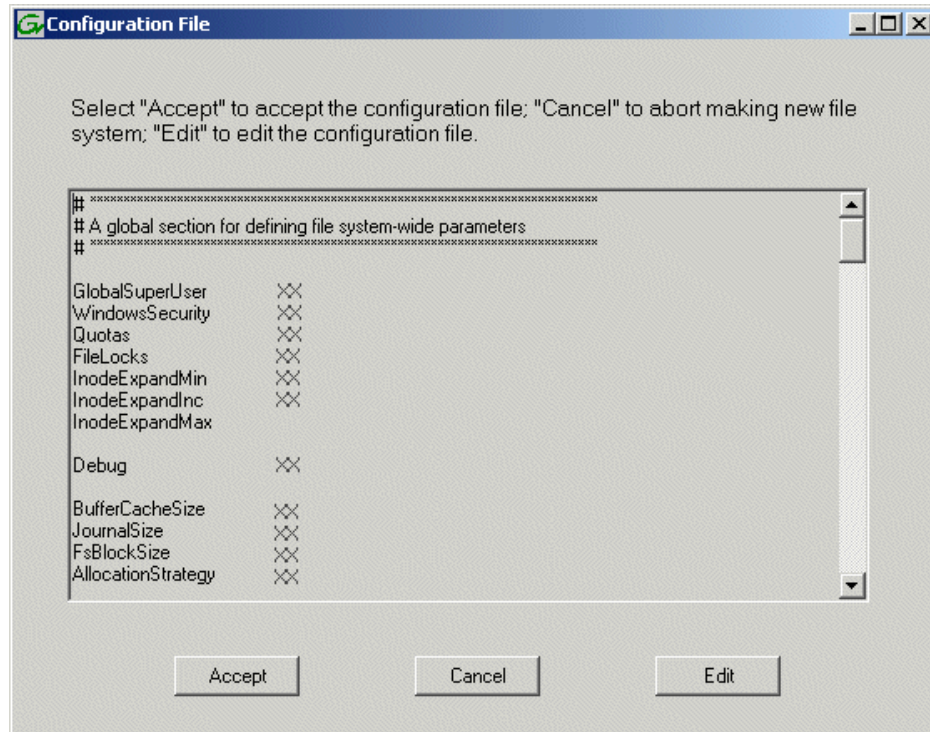 Configuration File
Select "Accept" to accept the configuration file; "Cancel" to abort making new file
system; "Edit" to edit the configuration file.
# ****************************************************************************
# A global section for defining file system-wide parameters
# ****************************************************************************
GlobalSuperUser XX
WindowsSecurity XX
Quotas XX
FileLocks XX
InodeExpandMin XX
InodeExpandInc XX
InodeExpandMax
Debug XX
BufferCacheSize XX
JournalSize XX
FsBlockSize XX
AllocationStrategy XX
Accept Cancel Edit